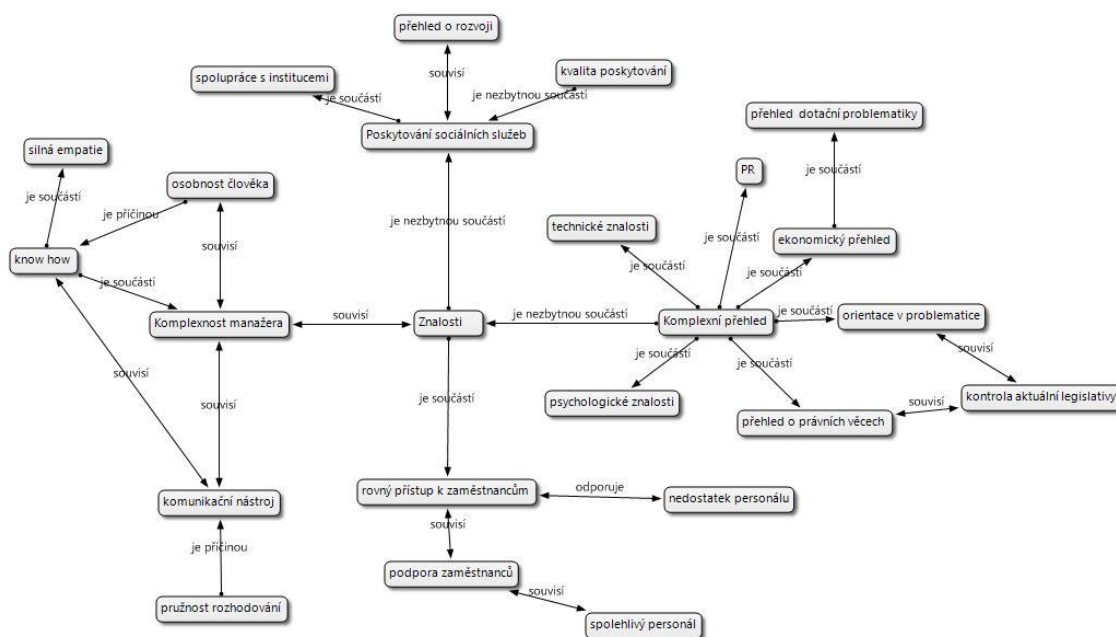 přehled o rozvoji
souvisí
kvalita poskytování
spolupráce s institucemi
je součástí
je nezbytnou součástí
Poskytování sociálních služeb
přehled dotační problematiky
silná empatie
osobnost člověka
PR
je součástí
je součástí
je příčinou
je nezbytnou součástí
technické znalosti
je součástí
ekonomický přehled
souvisí
know how
je součástí
je součástí
je součástí
Komplexnost manažera
souvisí
Znalosti
je nezbytnou součástí
Komplexní přehled
je součástí
orientace v problematice
souvisí
je součástí
je součástí
souvisí
souvisí
je součástí
psychologické znalosti
kontrola aktuální legislativy
souvisí
přehled o právních věcech
rovný přístup k zaměstnancům
odporuje
nedostatek personálu
komunikační nástroj
souvisí
je příčinou
podpora zaměstnanců
souvisí
pružnost rozhodování
spolehlivý personál